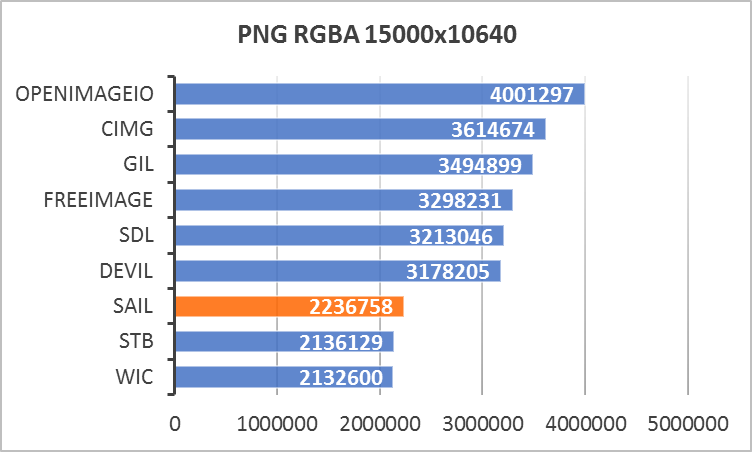 PNG RGBA 15000x10640
OPENIMAGEIO 4001297
CIMG 3614674
GIL 3494899
FREEIMAGE 3298231
SDL 3213046
DEVIL 3178205
SAIL 2236758
STB 2136129
WIC 2132600
0 1000000 2000000 3000000 4000000 5000000